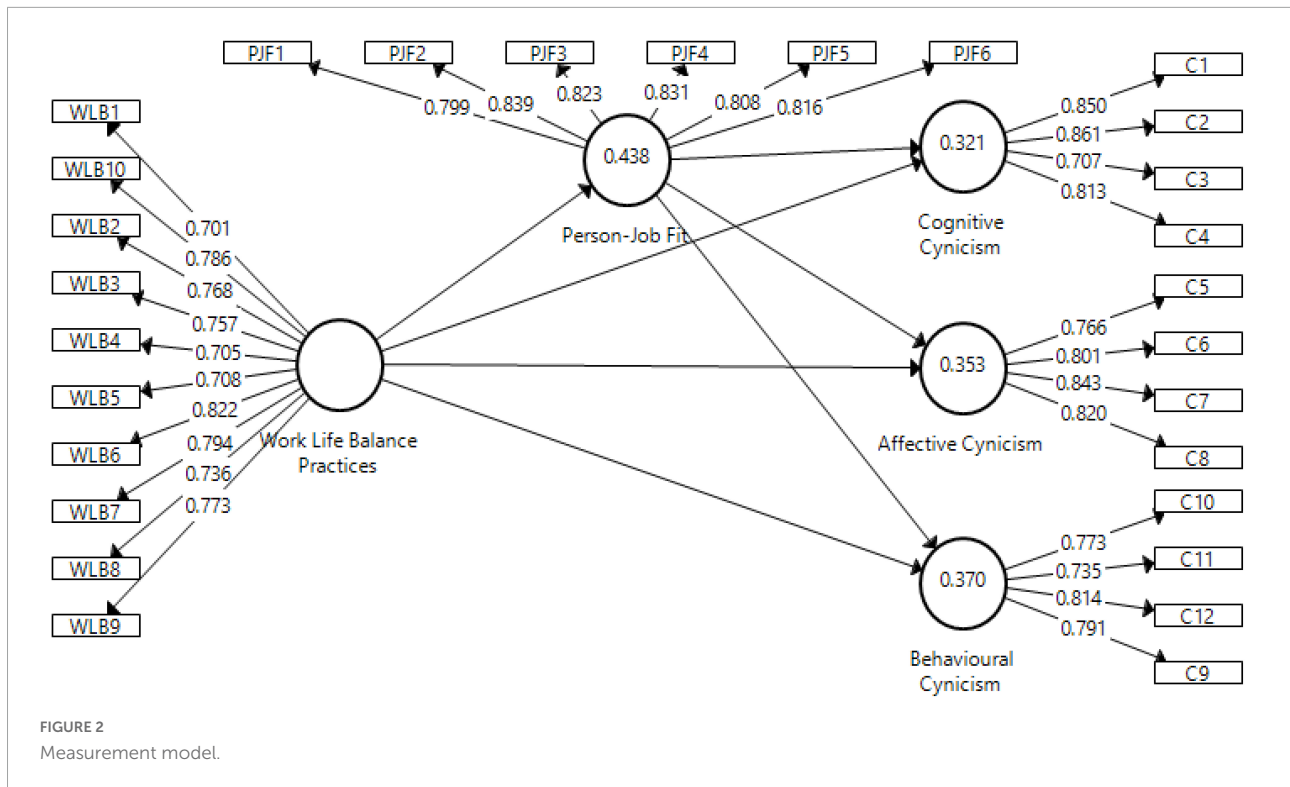 PJF1
PJF2
PJF3
PJF4
PJF5
PJF6
0.799
0.839
0.823
0.831
0.808
0.816
0.438
Person-Job Fit
WLB1
WLB10
WLB2
WLB3
WLB4
WLB5
WLB6
WLB7
WLB8
WLB9
0.701
0.786
0.768
0.757
0.705
0.708
0.822
0.794
0.736
0.773
Work Life Balance
Practices
0.321
Cognitive
Cynicism
0.850
0.861
0.707
0.813
C1
C2
C3
C4
0.353
Affective Cynicism
0.766
0.801
0.843
0.820
C5
C6
C7
C8
0.370
Behavioural
Cynicism
0.773
0.735
0.814
0.791
C10
C11
C12
C9
FIGURE 2
Measurement model.